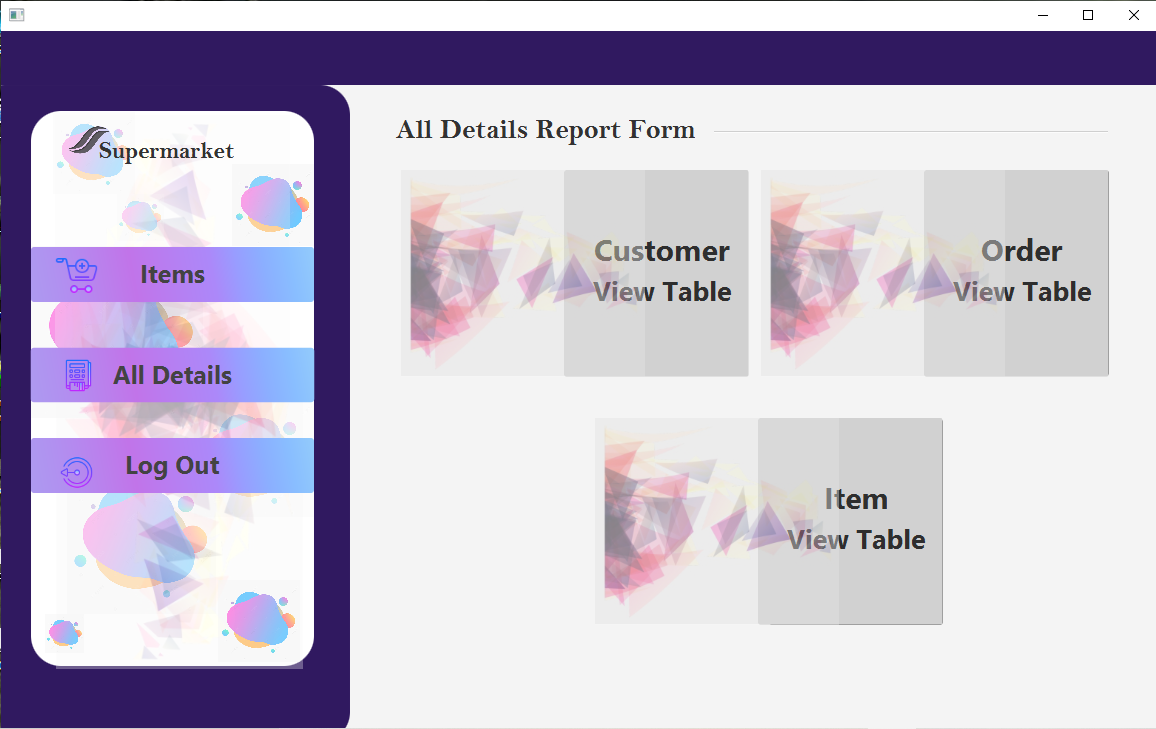 Supermarket
Items
All Details
Log Out
All Details Report Form
Customer
View Table
Order
View Table
Item
View Table